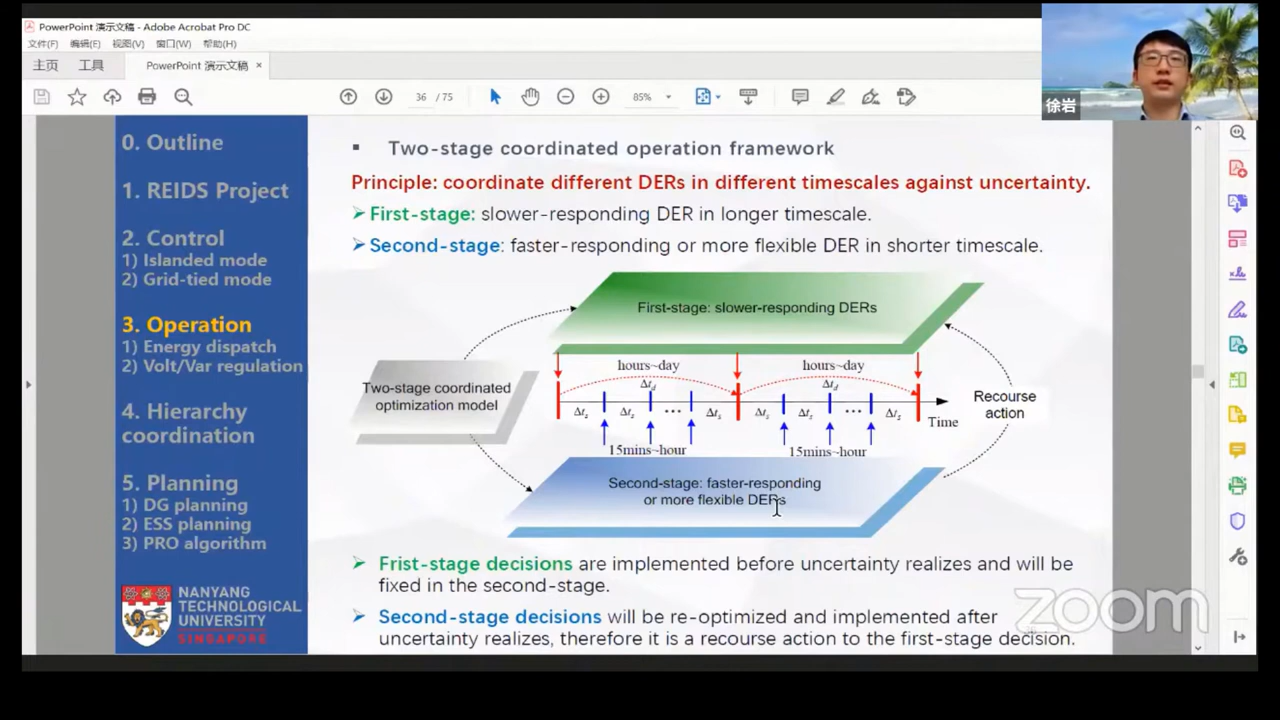 PowerPoint 演示文稿 - Adobe Acrobat Pro DC
文件(F) 编辑(E) 视图(V) 窗口(W) 帮助(H)
主页 工具 PowerPoint 演示文稿 ×
36 / 75 85%
徐岩
0. Outline
1. REIDS Project
2. Control
1) Islanded mode
2) Grid-tied mode
3. Operation
1) Energy dispatch
2) Volt/Var regulation
4. Hierarchy
coordination
5. Planning
1) DG planning
2) ESS planning
3) PRO algorithm
NANYANG
TECHNOLOGICAL
UNIVERSITY
SINGAPORE
▪ Two-stage coordinated operation framework
Principle: coordinate different DERs in different timescales against uncertainty.
➢ First-stage: slower-responding DER in longer timescale.
➢ Second-stage: faster-responding or more flexible DER in shorter timescale.
First-stage: slower-responding DERs
hours~day hours~day
Δt_d Δt_d
Two-stage coordinated
optimization model
Δt_s Δt_s ... Δt_s Δt_s Δt_s ... Δt_s
Time
15mins~hour 15mins~hour
Recourse
action
Second-stage: faster-responding
or more flexible DERs
➢ Frist-stage decisions are implemented before uncertainty realizes and will be
fixed in the second-stage.
➢ Second-stage decisions will be re-optimized and implemented after
uncertainty realizes, therefore it is a recourse action to the first-stage decision.
zoom